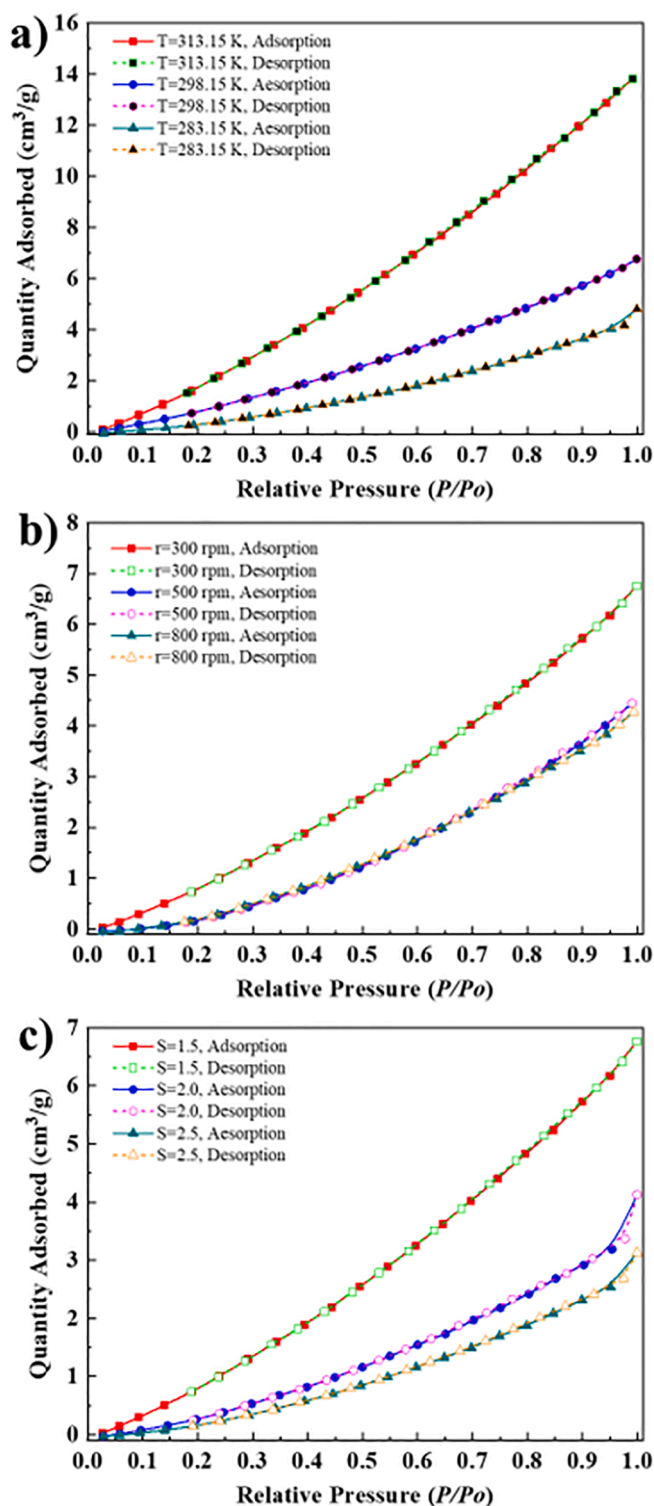 a)
16
14
12
10
8
6
4
2
0
Quantity Adsorbed (cm³/g)
T=313.15 K, Adsorption
T=313.15 K, Desorption
T=298.15 K, Aesorption
T=298.15 K, Desorption
T=283.15 K, Aesorption
T=283.15 K, Desorption
0.0 0.1 0.2 0.3 0.4 0.5 0.6 0.7 0.8 0.9 1.0
Relative Pressure (P/Po)
b)
8
7
6
5
4
3
2
1
0
Quantity Adsorbed (cm³/g)
r=300 rpm, Adsorption
r=300 rpm, Desorption
r=500 rpm, Aesorption
r=500 rpm, Desorption
r=800 rpm, Aesorption
r=800 rpm, Desorption
0.0 0.1 0.2 0.3 0.4 0.5 0.6 0.7 0.8 0.9 1.0
Relative Pressure (P/Po)
c)
7
6
5
4
3
2
1
0
Quantity Adsorbed (cm³/g)
S=1.5, Adsorption
S=1.5, Desorption
S=2.0, Aesorption
S=2.0, Desorption
S=2.5, Aesorption
S=2.5, Desorption
0.0 0.1 0.2 0.3 0.4 0.5 0.6 0.7 0.8 0.9 1.0
Relative Pressure (P/Po)